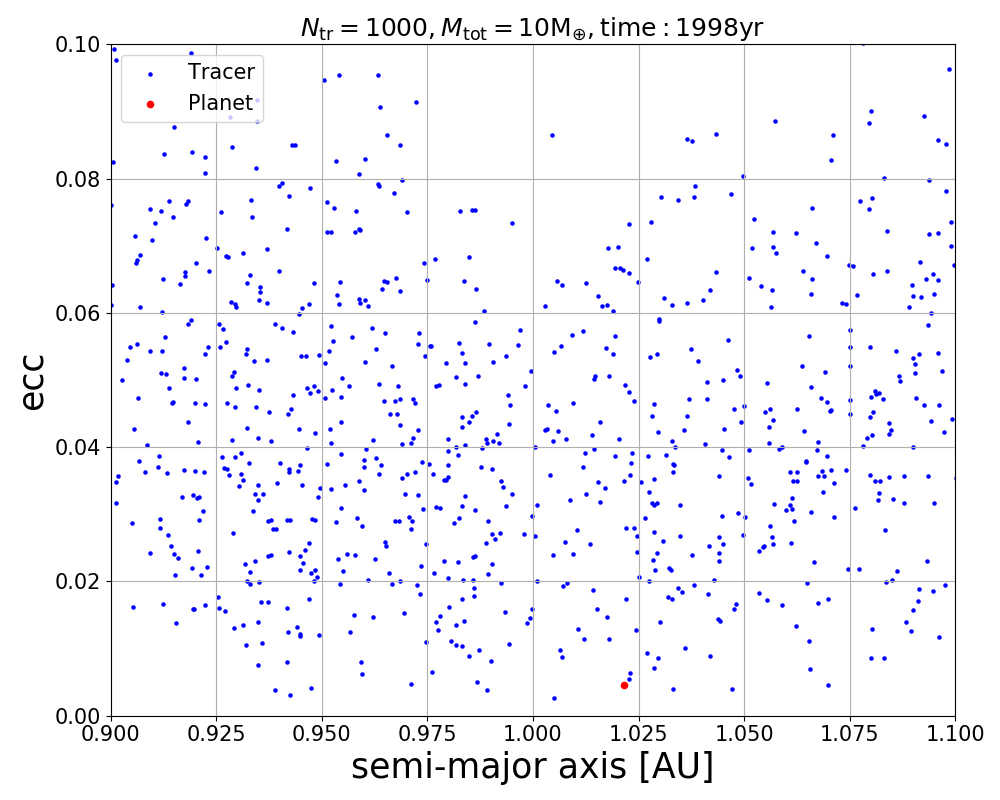 N_tr = 1000, M_tot = 10M_⊕, time : 1998yr
0.10
Tracer
Planet
0.08
0.06
ecc
0.04
0.02
0.00
0.900 0.925 0.950 0.975 1.000 1.025 1.050 1.075 1.100
semi-major axis [AU]